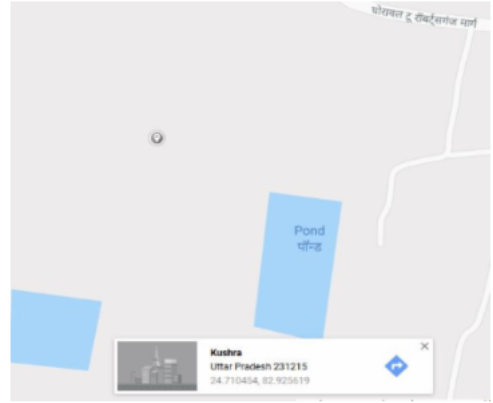 घोरावल टू रॉबर्ट्सगंज मार्ग
Pond
पॉन्ड
Kushra
Uttar Pradesh 231215
24.710454, 82.925619